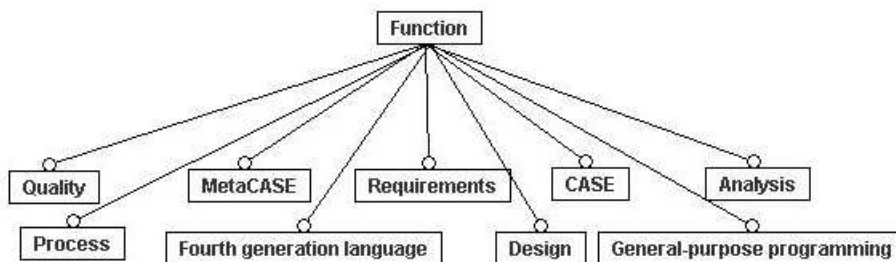 Function
Quality
MetaCASE
Requirements
CASE
Analysis
Process
Fourth generation language
Design
General-purpose programming